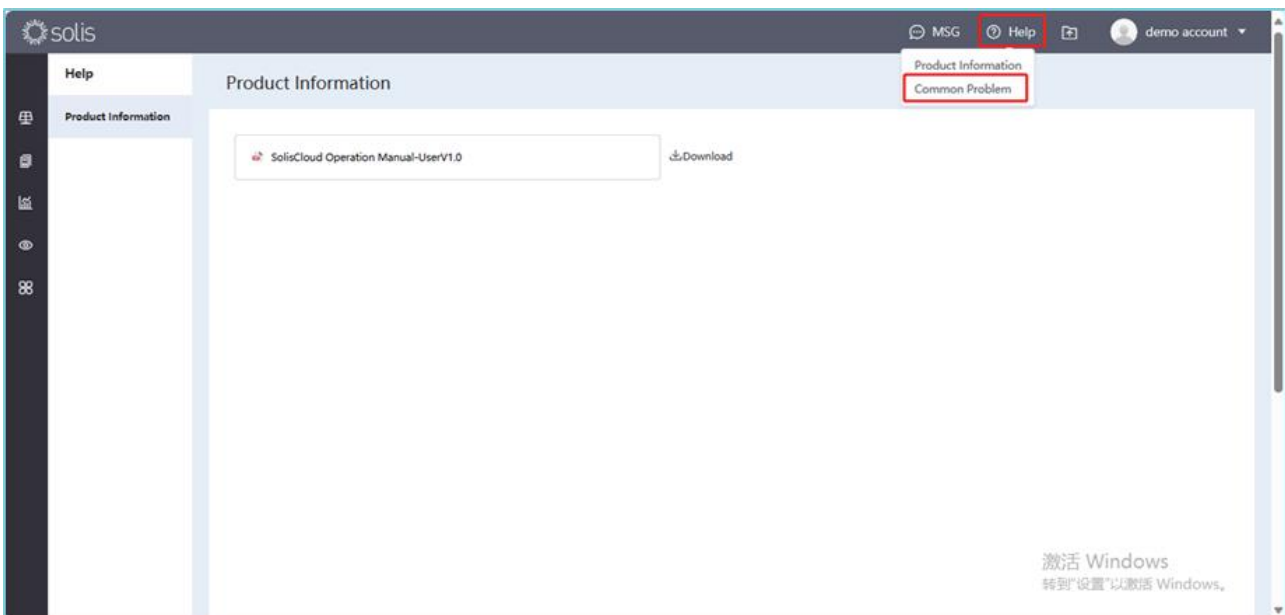 solis
MSG
Help
demo account
Product Information
Common Problem
Help
Product Information
Product Information
SolisCloud Operation Manual-UserV1.0
Download
激活 Windows
转到"设置"以激活 Windows。